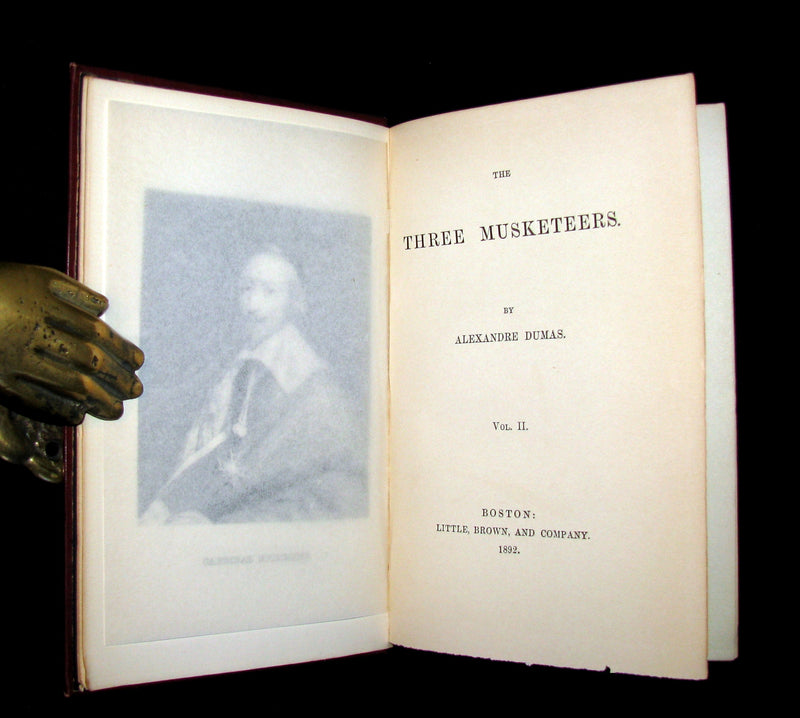 THE
THREE MUSKETEERS.
BY
ALEXANDRE DUMAS.
VOL. II.
BOSTON:
LITTLE, BROWN, AND COMPANY.
1892.